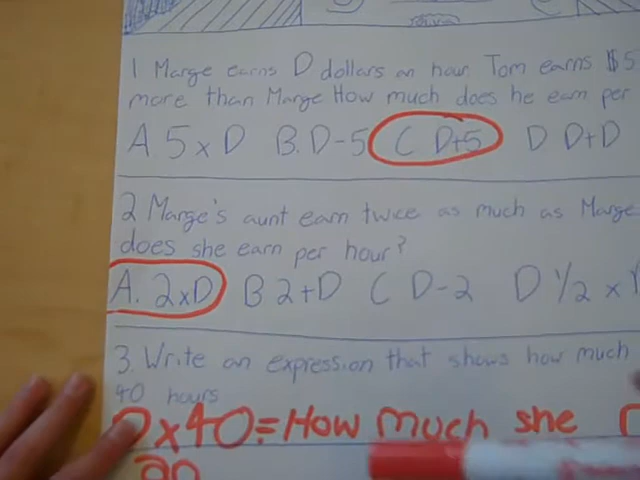 1 Marge earns D dollars an hour Tom earns $5
more than Marge How much does he earn per
A. 5 x D B. D-5 C D+5 D D+D
2 Marge's aunt earn twice as much as Marge
does she earn per hour?
A. 2xD B 2+D C D-2 D 1/2 x
3. Write an expression that shows how much
40 hours
Dx40=How much she